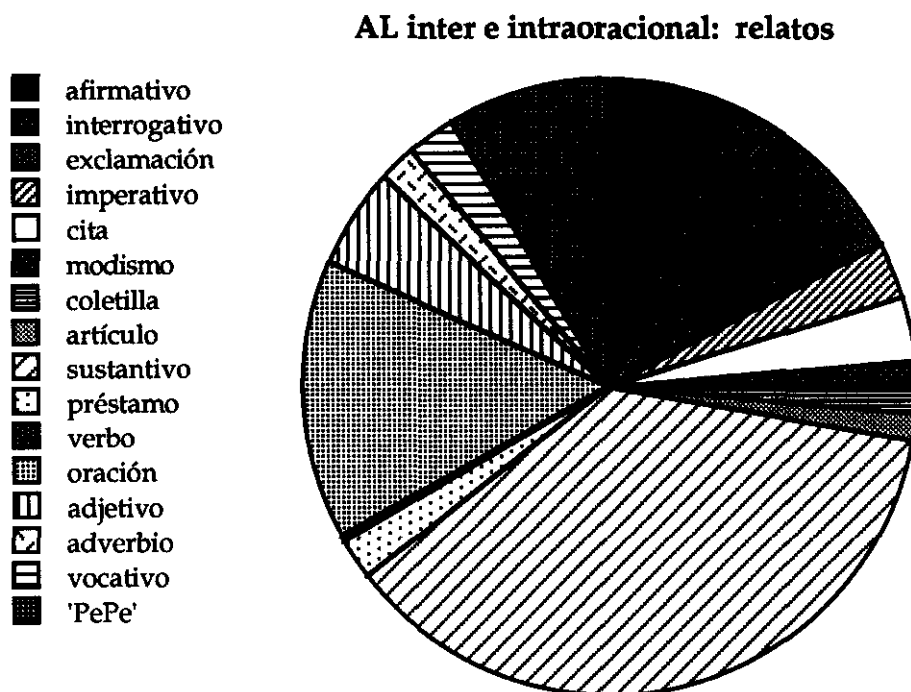 AL inter e intraoracional: relatos
afirmativo
interrogativo
exclamación
imperativo
cita
modismo
coletilla
artículo
sustantivo
préstamo
verbo
oración
adjetivo
adverbio
vocativo
'PePe'